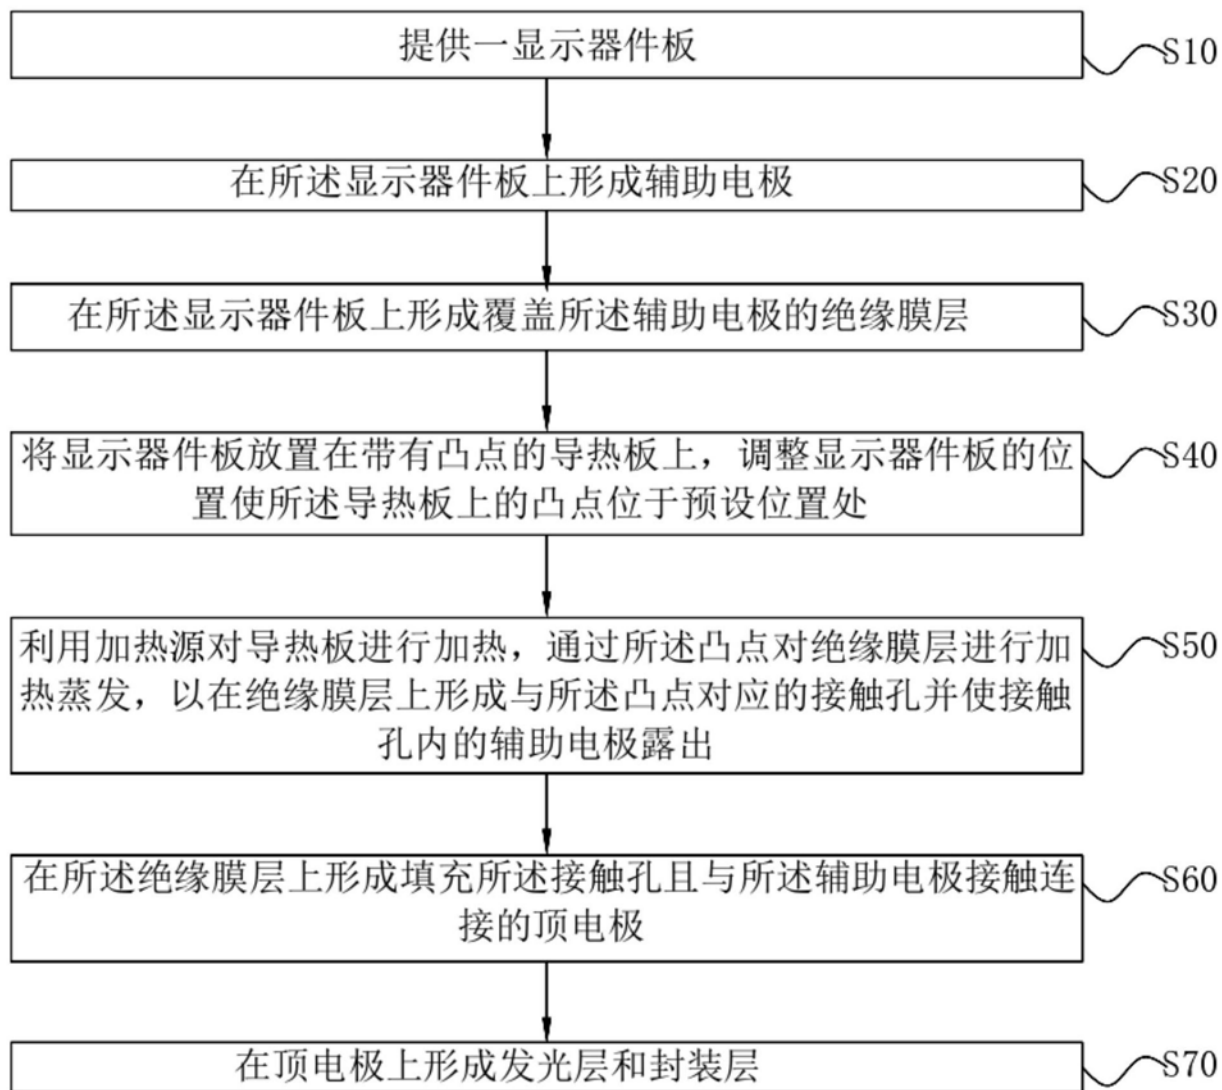 提供一显示器件板
S10
在所述显示器件板上形成辅助电极
S20
在所述显示器件板上形成覆盖所述辅助电极的绝缘膜层
S30
将显示器件板放置在带有凸点的导热板上，调整显示器件板的位
置使所述导热板上的凸点位于预设位置处
S40
利用加热源对导热板进行加热，通过所述凸点对绝缘膜层进行加
热蒸发，以在绝缘膜层上形成与所述凸点对应的接触孔并使接触
孔内的辅助电极露出
S50
在所述绝缘膜层上形成填充所述接触孔且与所述辅助电极接触连
接的顶电极
S60
在顶电极上形成发光层和封装层
S70